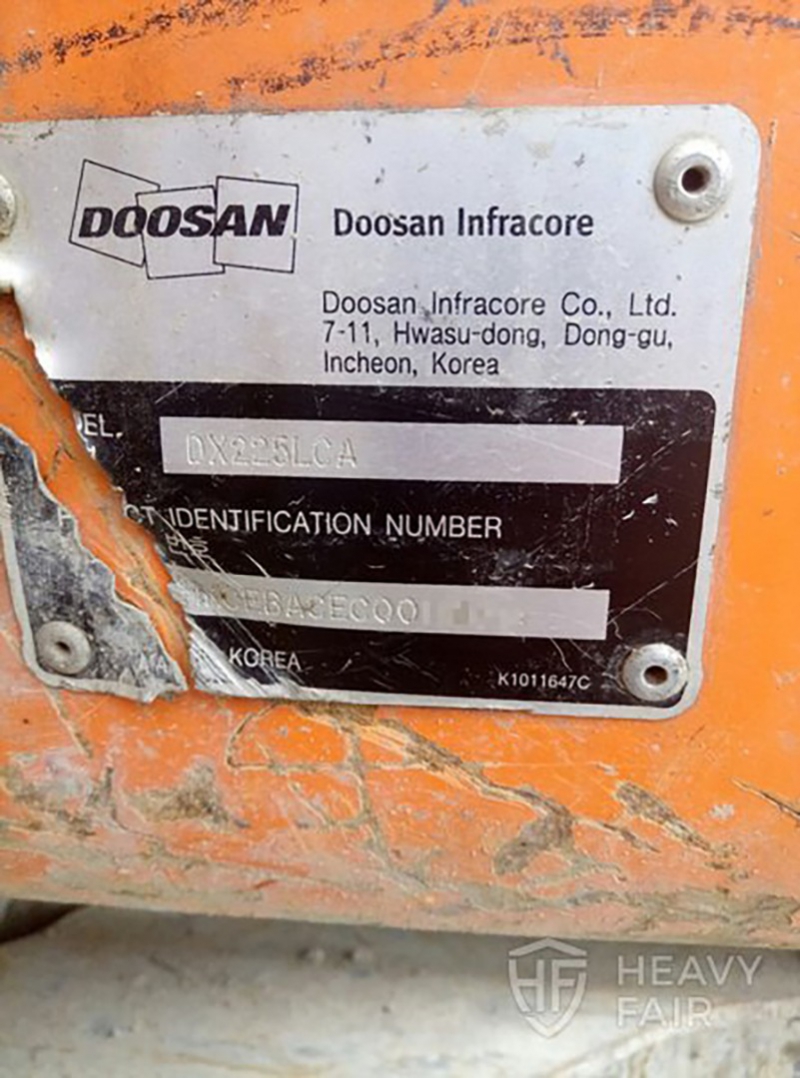 DOOSAN Doosan Infracore
Doosan Infracore Co., Ltd.
7-11, Hwasu-dong, Dong-gu,
Incheon, Korea
DX225LCA
IDENTIFICATION NUMBER
KOREA
K1011647C
HF HEAVY
FAIR